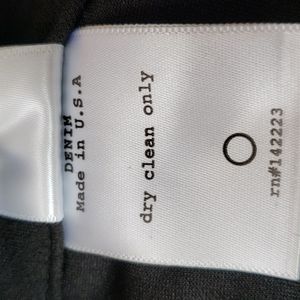 DENIM
Made in U.S.A
dry clean only
rn#142223